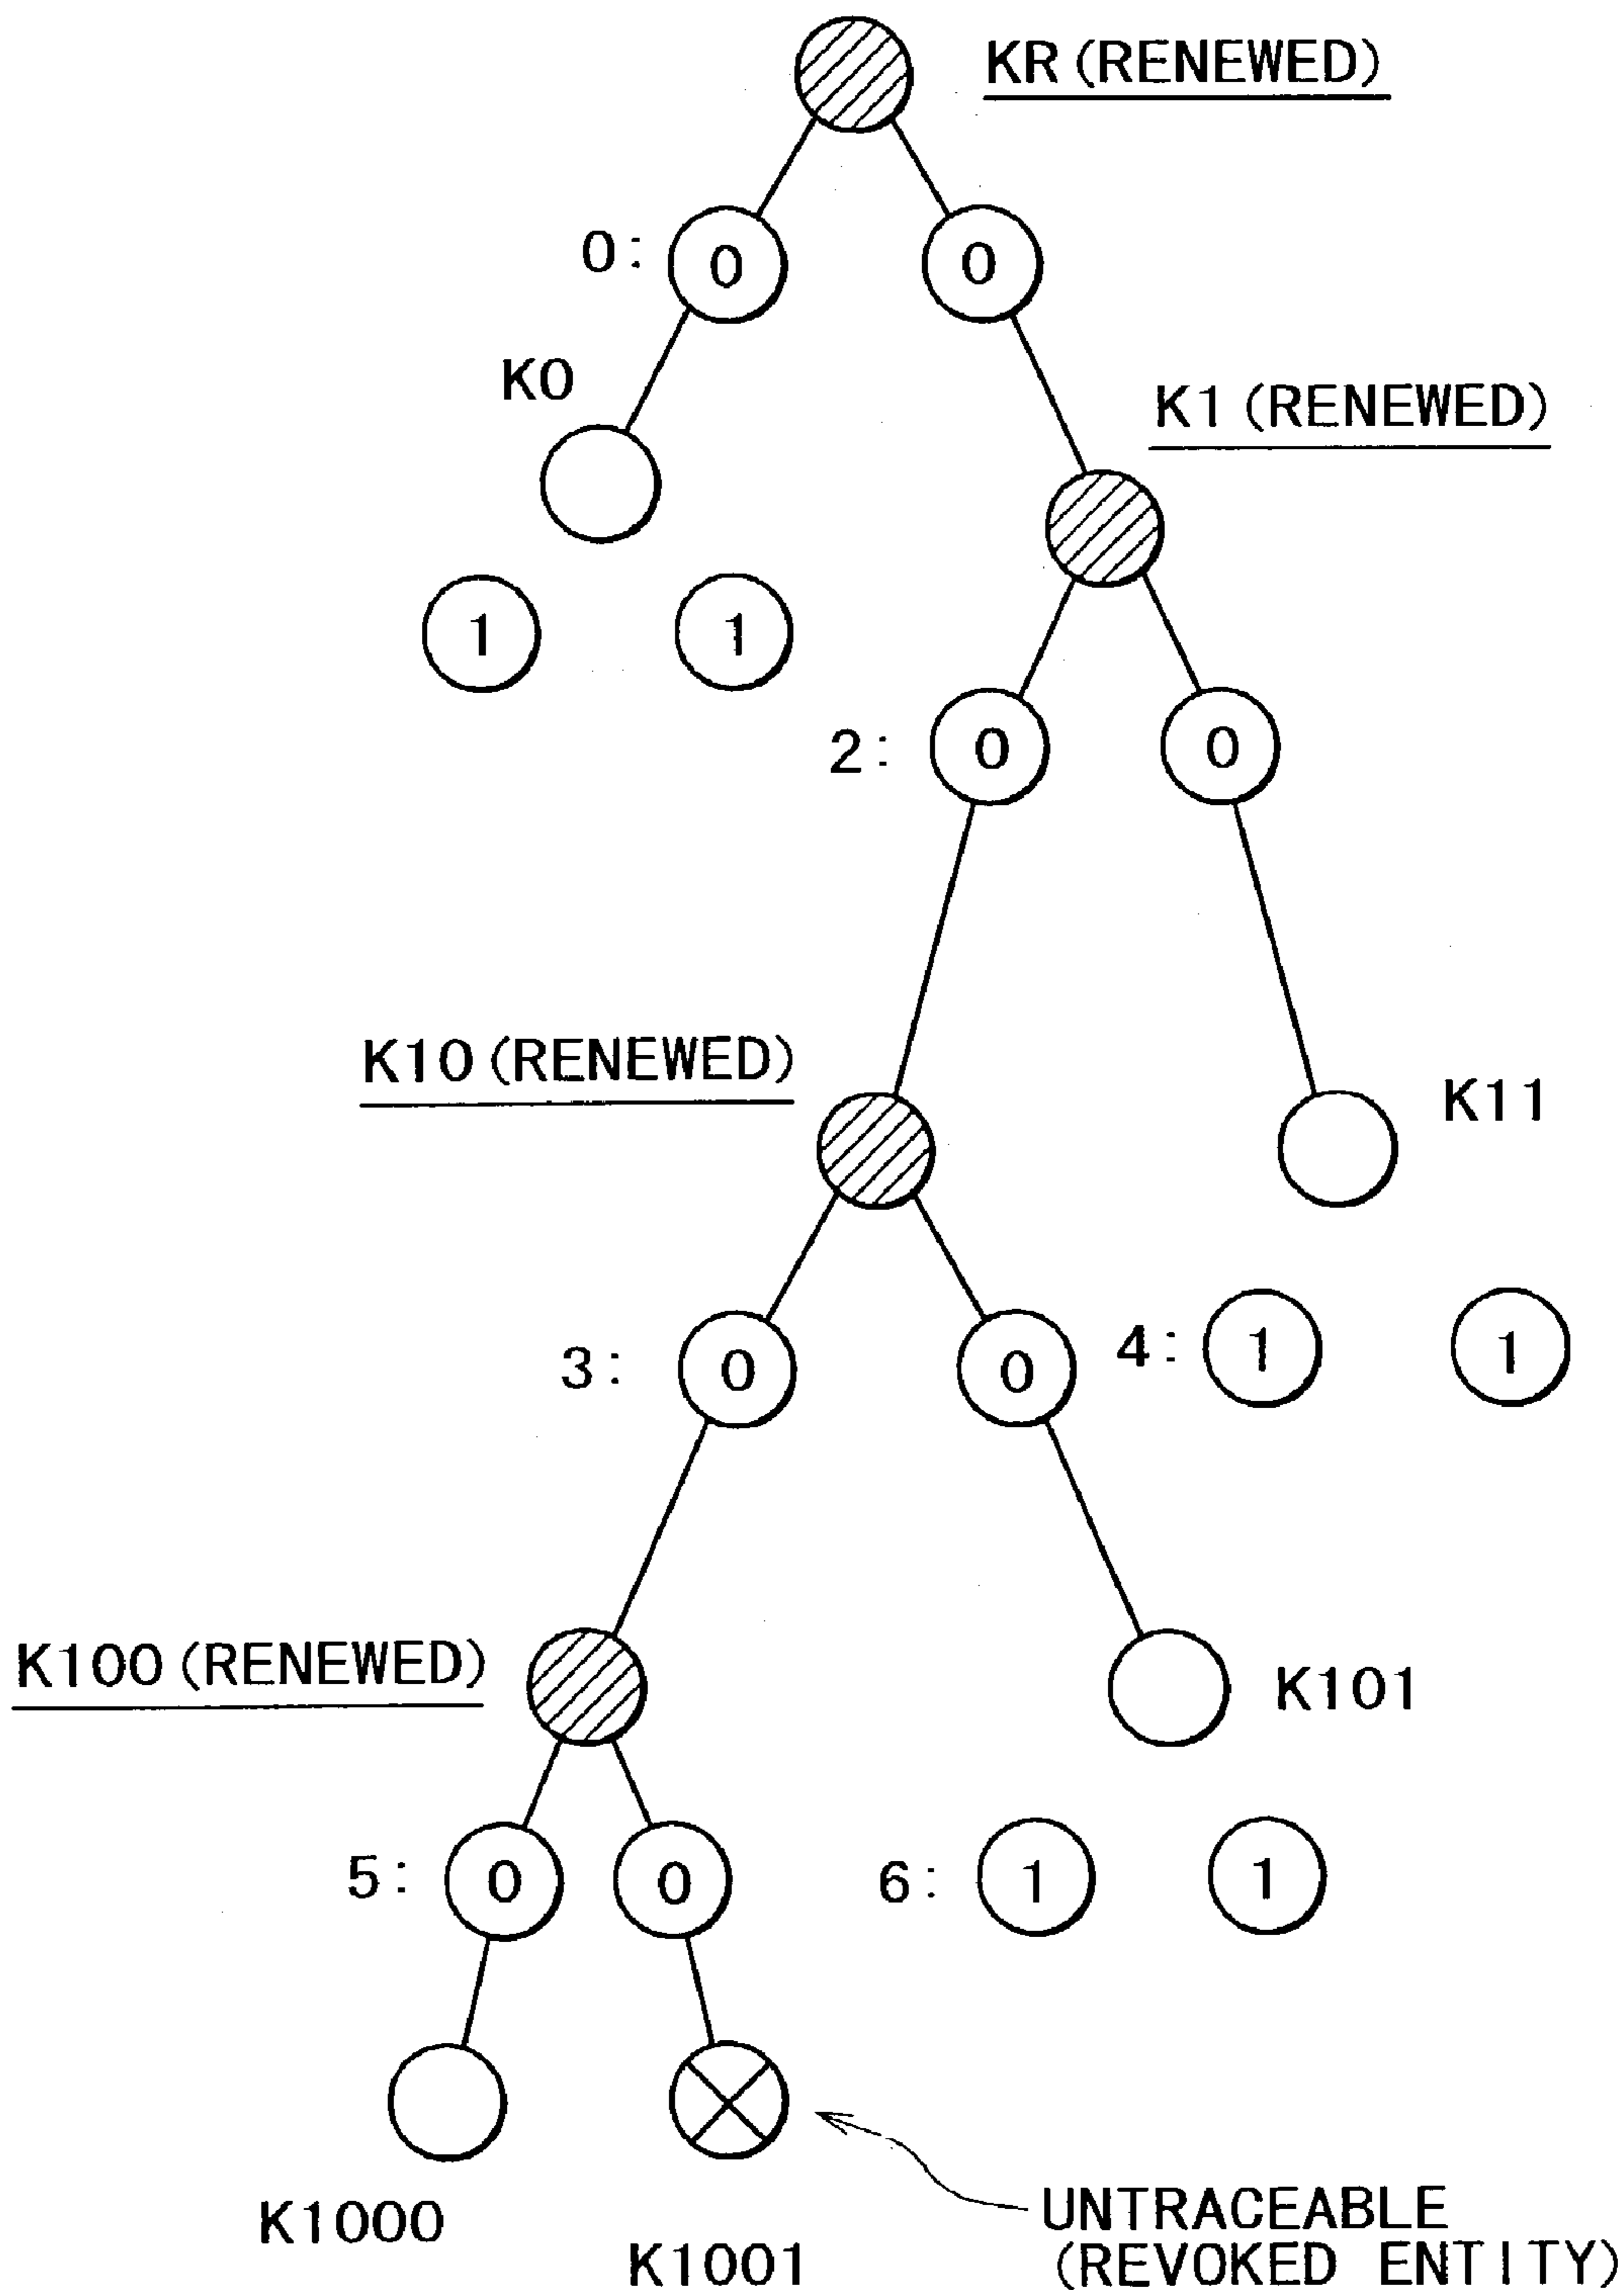 KR (RENEWED)
0: 0 0
K0
K1 (RENEWED)
1 1
2: 0 0
K10 (RENEWED)
K11
3: 0 0 4: 1 1
K100 (RENEWED)
K101
5: 0 0 6: 1 1
K1000
K1001
UNTRACEABLE
(REVOKED ENTITY)